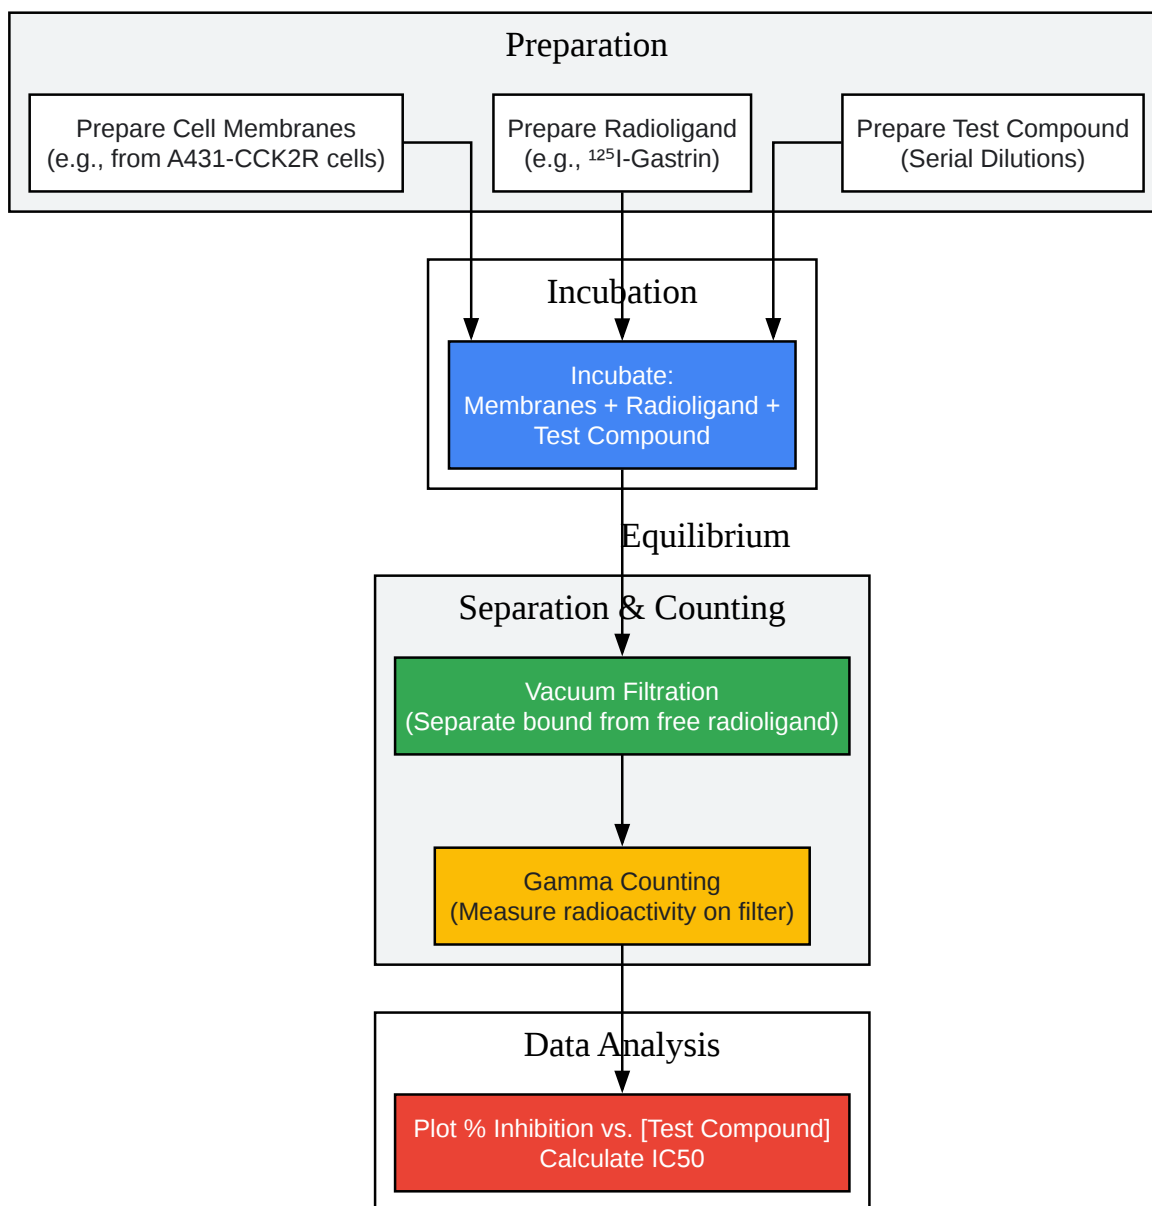 Preparation
Prepare Cell Membranes
(e.g., from A431-CCK2R cells)
Prepare Radioligand
(e.g., ¹²⁵I-Gastrin)
Prepare Test Compound
(Serial Dilutions)
Incubation
Incubate:
Membranes + Radioligand +
Test Compound
Equilibrium
Separation & Counting
Vacuum Filtration
(Separate bound from free radioligand)
Gamma Counting
(Measure radioactivity on filter)
Data Analysis
Plot % Inhibition vs. [Test Compound]
Calculate IC50